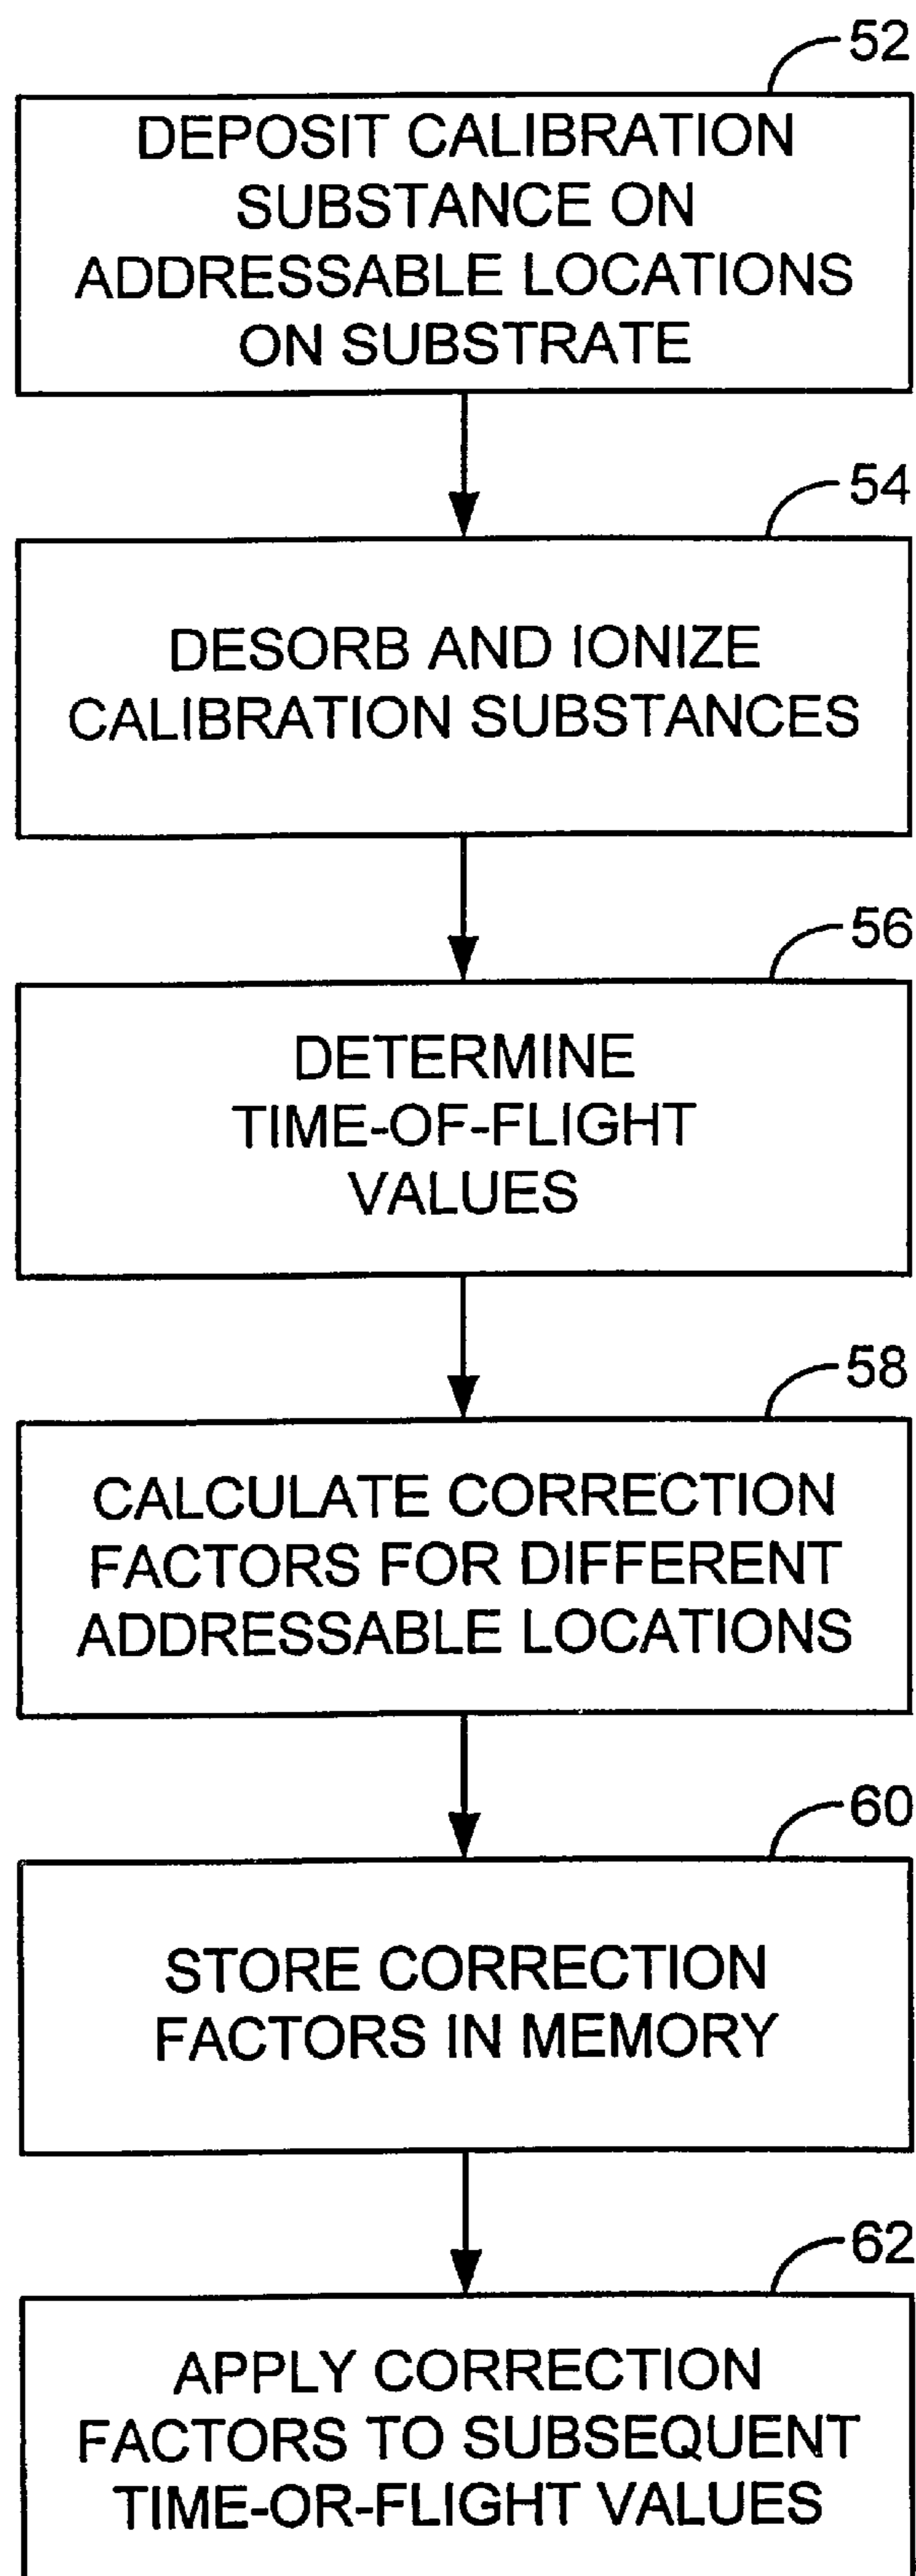 52
DEPOSIT CALIBRATION
SUBSTANCE ON
ADDRESSABLE LOCATIONS
ON SUBSTRATE
54
DESORB AND IONIZE
CALIBRATION SUBSTANCES
56
DETERMINE
TIME-OF-FLIGHT
VALUES
58
CALCULATE CORRECTION
FACTORS FOR DIFFERENT
ADDRESSABLE LOCATIONS
60
STORE CORRECTION
FACTORS IN MEMORY
62
APPLY CORRECTION
FACTORS TO SUBSEQUENT
TIME-OR-FLIGHT VALUES